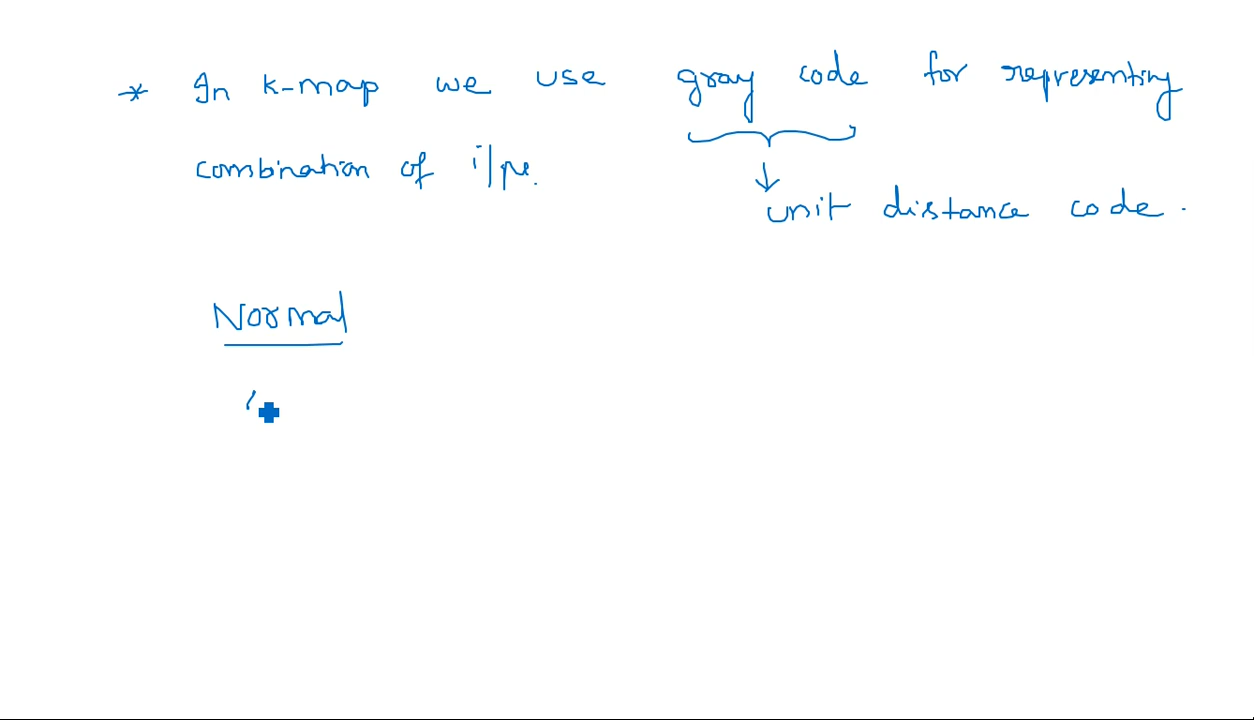 * In k-map we use gray code for representing
combination of i/ps.
unit distance code.
Normal